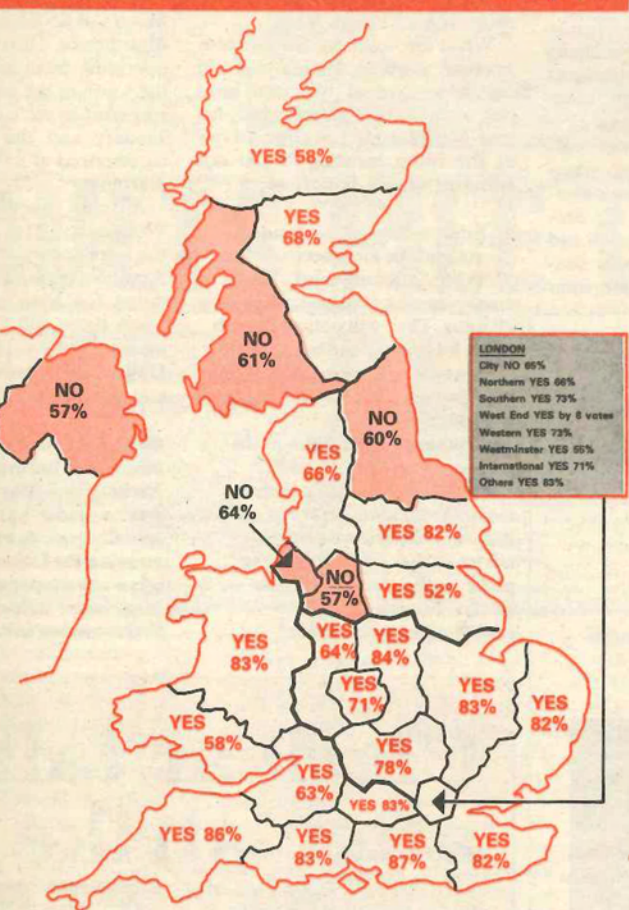 YES 58%
YES
68%
NO
61%
NO
57%
LONDON
City NO 65%
Northern YES 66%
Southern YES 73%
West End YES by 6 votes
Western YES 73%
Westminster YES 55%
International YES 71%
Others YES 83%
NO
60%
YES
66%
NO
64%
YES 82%
NO
57%
YES 52%
YES
83%
YES
64%
YES
84%
YES
71%
YES
83%
YES
82%
YES
58%
YES
78%
YES
63%
YES 83%
YES 86%
YES
83%
YES
87%
YES
82%